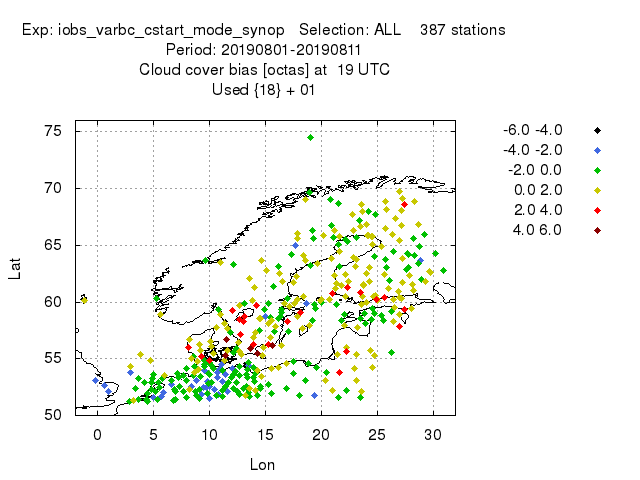 Exp: iobs_varbc_cstart_mode_synop   Selection: ALL    387 stations
Period: 20190801-20190811
Cloud cover bias [octas] at  19 UTC
Used {18} + 01
-6.0 -4.0
-4.0 -2.0
-2.0 0.0
0.0 2.0
2.0 4.0
4.0 6.0
75
70
65
60
55
50
Lat
0 5 10 15 20 25 30
Lon